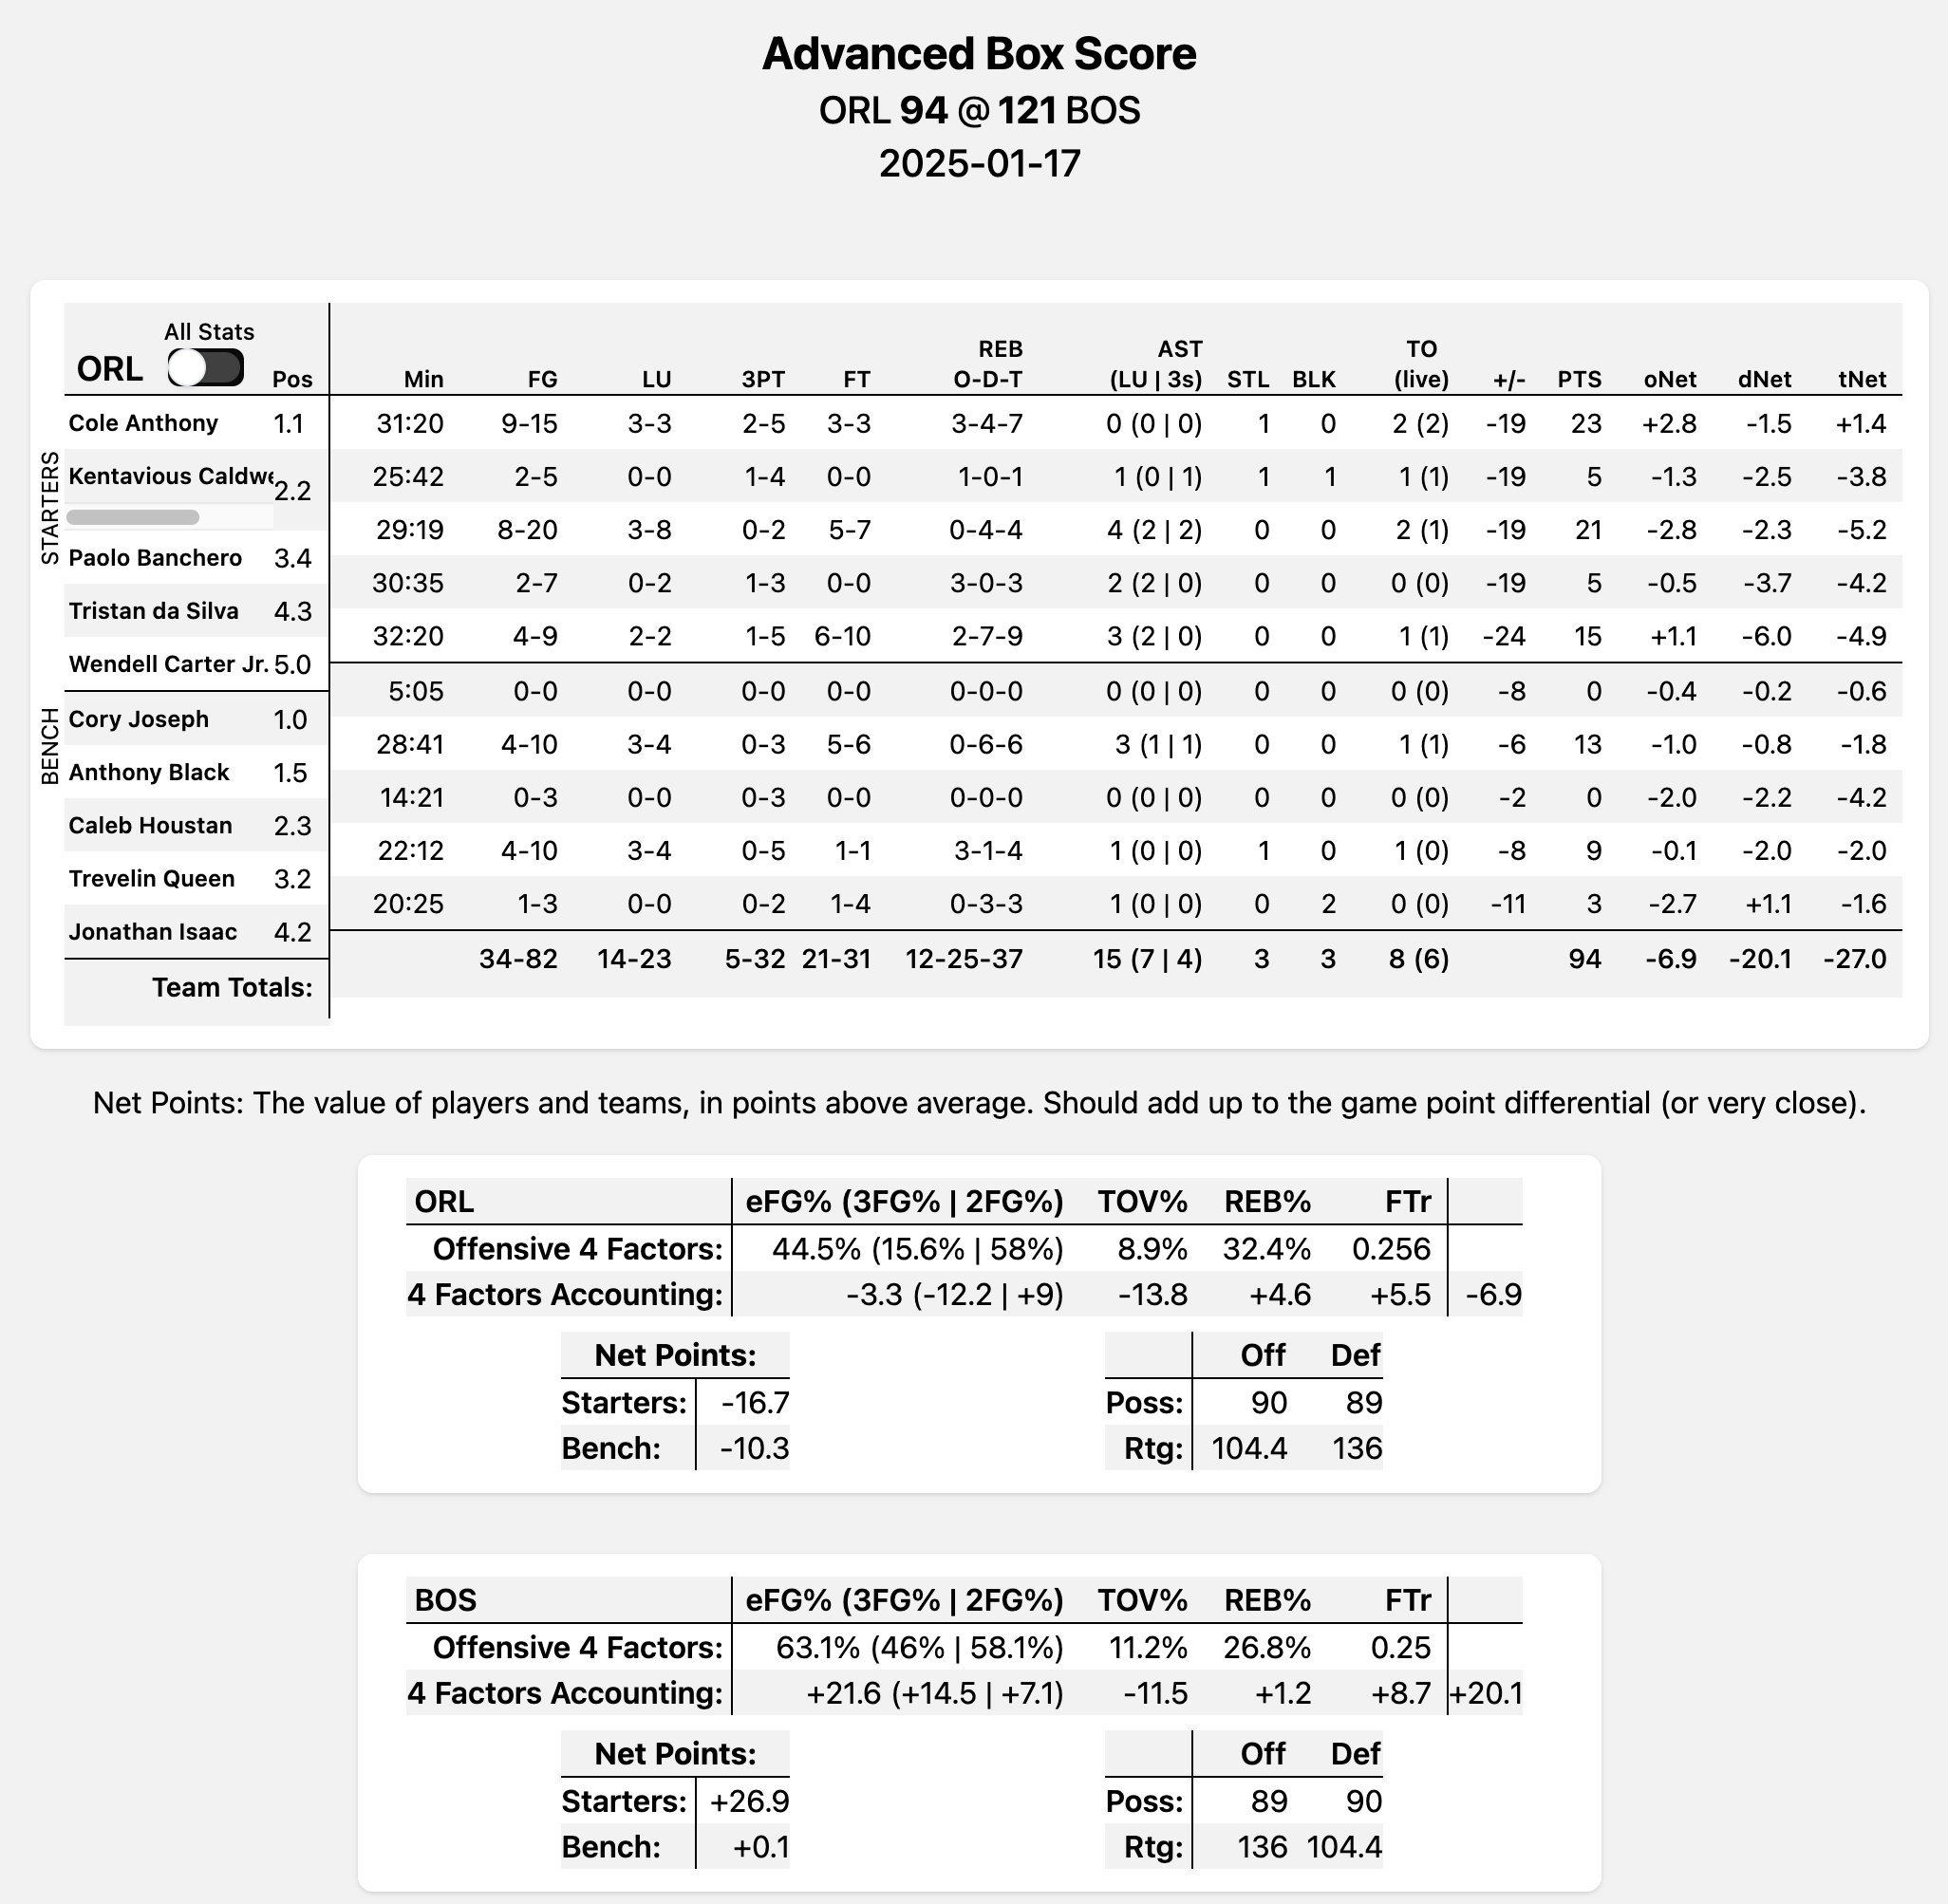 Advanced Box Score
ORL 94 @ 121 BOS
2025-01-17
All Stats
ORL Pos Min FG LU 3PT FT REB O-D-T AST (LU | 3s) STL BLK TO (live) +/- PTS oNet dNet tNet
STARTERS
Cole Anthony 1.1 31:20 9-15 3-3 2-5 3-3 3-4-7 0 (0 | 0) 1 0 2 (2) -19 23 +2.8 -1.5 +1.4
Kentavious Caldwe 2.2 25:42 2-5 0-0 1-4 0-0 1-0-1 1 (0 | 1) 1 1 1 (1) -19 5 -1.3 -2.5 -3.8
Paolo Banchero 3.4 29:19 8-20 3-8 0-2 5-7 0-4-4 4 (2 | 2) 0 0 2 (1) -19 21 -2.8 -2.3 -5.2
Tristan da Silva 4.3 30:35 2-7 0-2 1-3 0-0 3-0-3 2 (2 | 0) 0 0 0 (0) -19 5 -0.5 -3.7 -4.2
Wendell Carter Jr. 5.0 32:20 4-9 2-2 1-5 6-10 2-7-9 3 (2 | 0) 0 0 1 (1) -24 15 +1.1 -6.0 -4.9
BENCH
Cory Joseph 1.0 5:05 0-0 0-0 0-0 0-0 0-0-0 0 (0 | 0) 0 0 0 (0) -8 0 -0.4 -0.2 -0.6
Anthony Black 1.5 28:41 4-10 3-4 0-3 5-6 0-6-6 3 (1 | 1) 0 0 1 (1) -6 13 -1.0 -0.8 -1.8
Caleb Houstan 2.3 14:21 0-3 0-0 0-3 0-0 0-0-0 0 (0 | 0) 0 0 0 (0) -2 0 -2.0 -2.2 -4.2
Trevelin Queen 3.2 22:12 4-10 3-4 0-5 1-1 3-1-4 1 (0 | 0) 1 0 1 (0) -8 9 -0.1 -2.0 -2.0
Jonathan Isaac 4.2 20:25 1-3 0-0 0-2 1-4 0-3-3 1 (0 | 0) 0 2 0 (0) -11 3 -2.7 +1.1 -1.6
Team Totals: 34-82 14-23 5-32 21-31 12-25-37 15 (7 | 4) 3 3 8 (6) 94 -6.9 -20.1 -27.0
Net Points: The value of players and teams, in points above average. Should add up to the game point differential (or very close).
ORL eFG% (3FG% | 2FG%) TOV% REB% FTr
Offensive 4 Factors: 44.5% (15.6% | 58%) 8.9% 32.4% 0.256
4 Factors Accounting: -3.3 (-12.2 | +9) -13.8 +4.6 +5.5 -6.9
Net Points: Off Def
Starters: -16.7 Poss: 90 89
Bench: -10.3 Rtg: 104.4 136
BOS eFG% (3FG% | 2FG%) TOV% REB% FTr
Offensive 4 Factors: 63.1% (46% | 58.1%) 11.2% 26.8% 0.25
4 Factors Accounting: +21.6 (+14.5 | +7.1) -11.5 +1.2 +8.7 +20.1
Net Points: Off Def
Starters: +26.9 Poss: 89 90
Bench: +0.1 Rtg: 136 104.4